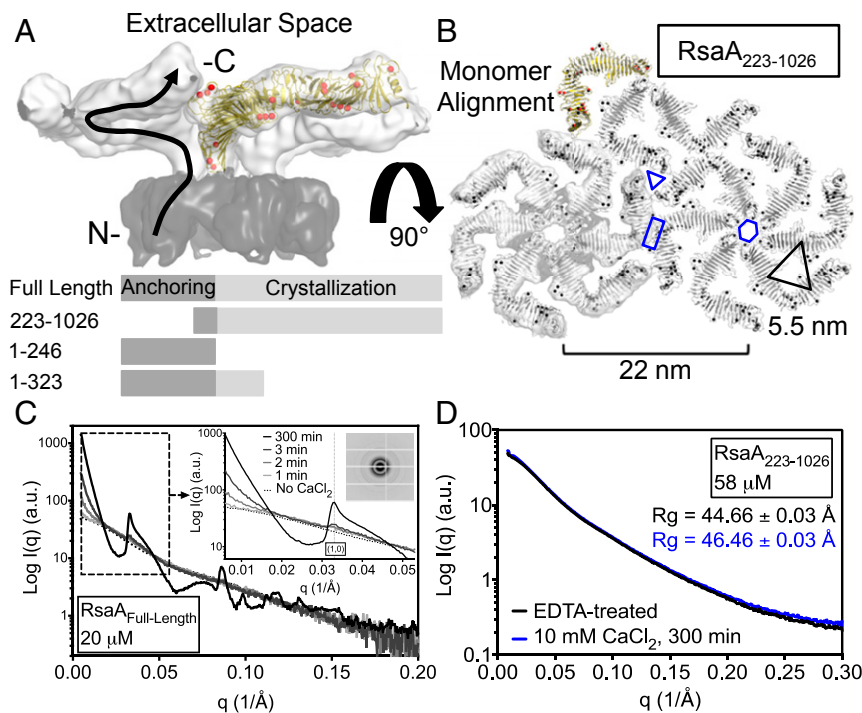 A
Extracellular Space
-C
N-
90°
Full Length
Anchoring
Crystallization
223-1026
1-246
1-323
B
RsaA223-1026
Monomer
Alignment
5.5 nm
22 nm
C
Log I(q) (a.u.)
1000
100
10
1
0.00
0.05
0.10
0.15
0.20
q (1/Å)
RsaAFull-Length
20 µM
Log I(q) (a.u.)
1000
100
10
0.01
0.02
0.03
0.04
0.05
q (1/Å)
300 min
3 min
2 min
1 min
No CaCl2
(1,0)
D
Log I(q) (a.u.)
100
10
1
0.1
0.00
0.05
0.10
0.15
0.20
0.25
0.30
q (1/Å)
RsaA223-1026
58 µM
Rg = 44.66 ± 0.03 Å
Rg = 46.46 ± 0.03 Å
EDTA-treated
10 mM CaCl2, 300 min